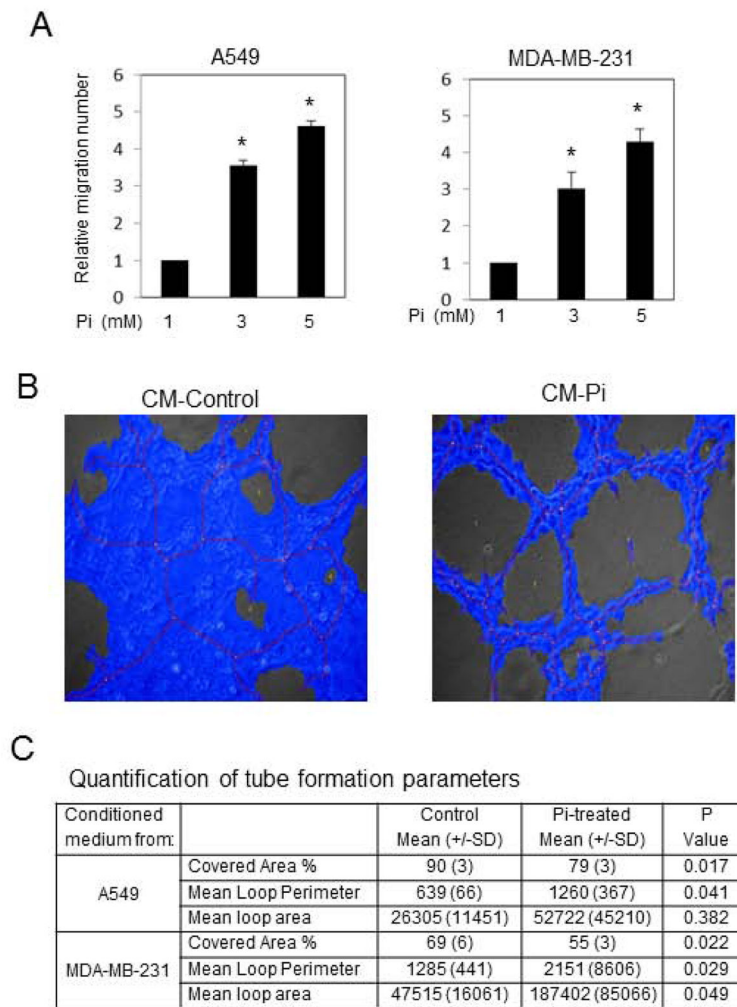 A
A549
MDA-MB-231
Relative migration number
6
5
4
3
2
1
0
*
*
Pi (mM) 1 3 5
6
5
4
3
2
1
0
*
*
Pi (mM) 1 3 5
B
CM-Control
CM-Pi
C
Quantification of tube formation parameters
Conditioned medium from: Control Mean (+/-SD) Pi-treated Mean (+/-SD) P Value
A549
Covered Area % 90 (3) 79 (3) 0.017
Mean Loop Perimeter 639 (66) 1260 (367) 0.041
Mean loop area 26305 (11451) 52722 (45210) 0.382
MDA-MB-231
Covered Area % 69 (6) 55 (3) 0.022
Mean Loop Perimeter 1285 (441) 2151 (8606) 0.029
Mean loop area 47515 (16061) 187402 (85066) 0.049